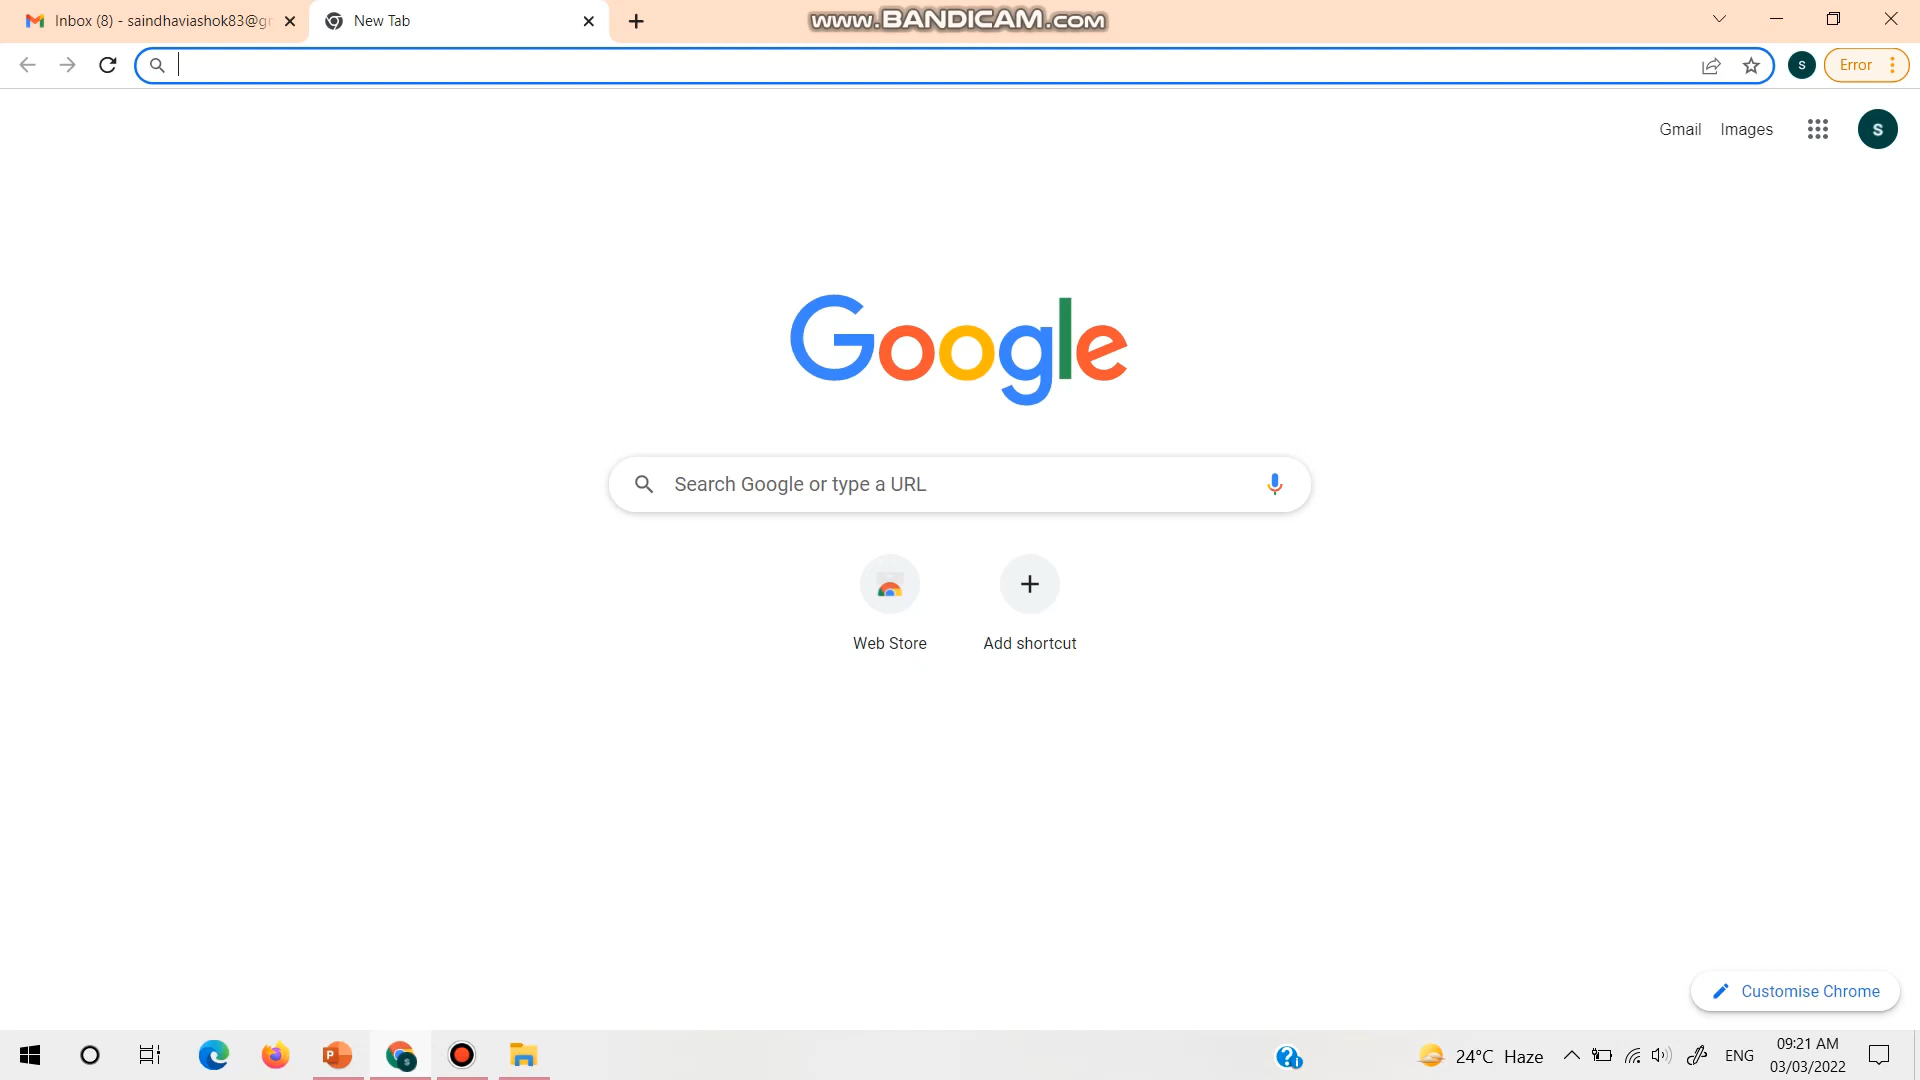 Inbox (8) - saindhaviashok83@g
New Tab
www.BANDICAM.com
S
Error
Gmail
Images
S
Google
Search Google or type a URL
Web Store
Add shortcut
Customise Chrome
24°C Haze
ENG
09:21 AM
03/03/2022